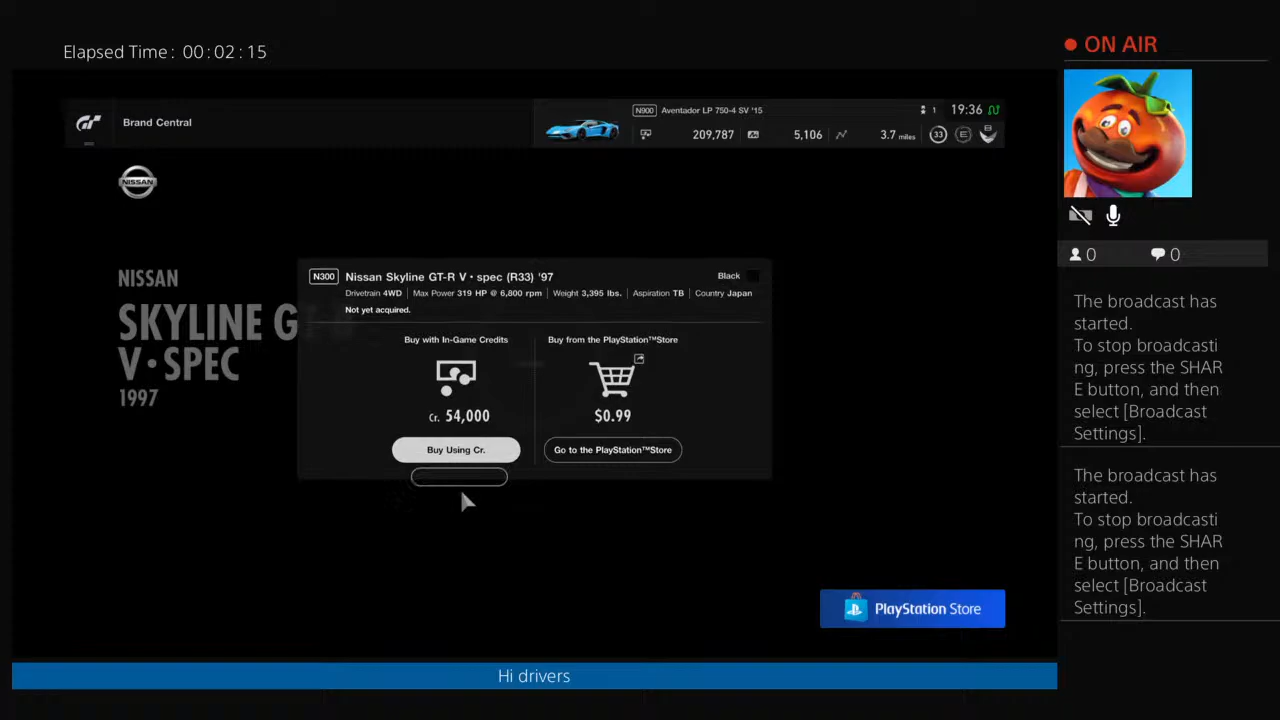 Elapsed Time: 00:02:15
ON AIR
Brand Central
N900 Aventador LP 750-4 SV '15
1 19:36
209,787 5,106 3.7 miles 33 E
NISSAN
0 0
NISSAN
SKYLINE G
V・SPEC
1997
N300 Nissan Skyline GT-R V・spec (R33) '97 Black
Drivetrain 4WD | Max Power 319 HP @ 6,800 rpm | Weight 3,395 lbs. | Aspiration TB | Country Japan
Not yet acquired.
Buy with In-Game Credits
Cr. 54,000
Buy Using Cr.
Buy from the PlayStation™Store
$0.99
Go to the PlayStation™Store
The broadcast has
started.
To stop broadcasti
ng, press the SHAR
E button, and then
select [Broadcast
Settings].
The broadcast has
started.
To stop broadcasti
ng, press the SHAR
E button, and then
select [Broadcast
Settings].
PlayStation Store
Hi drivers